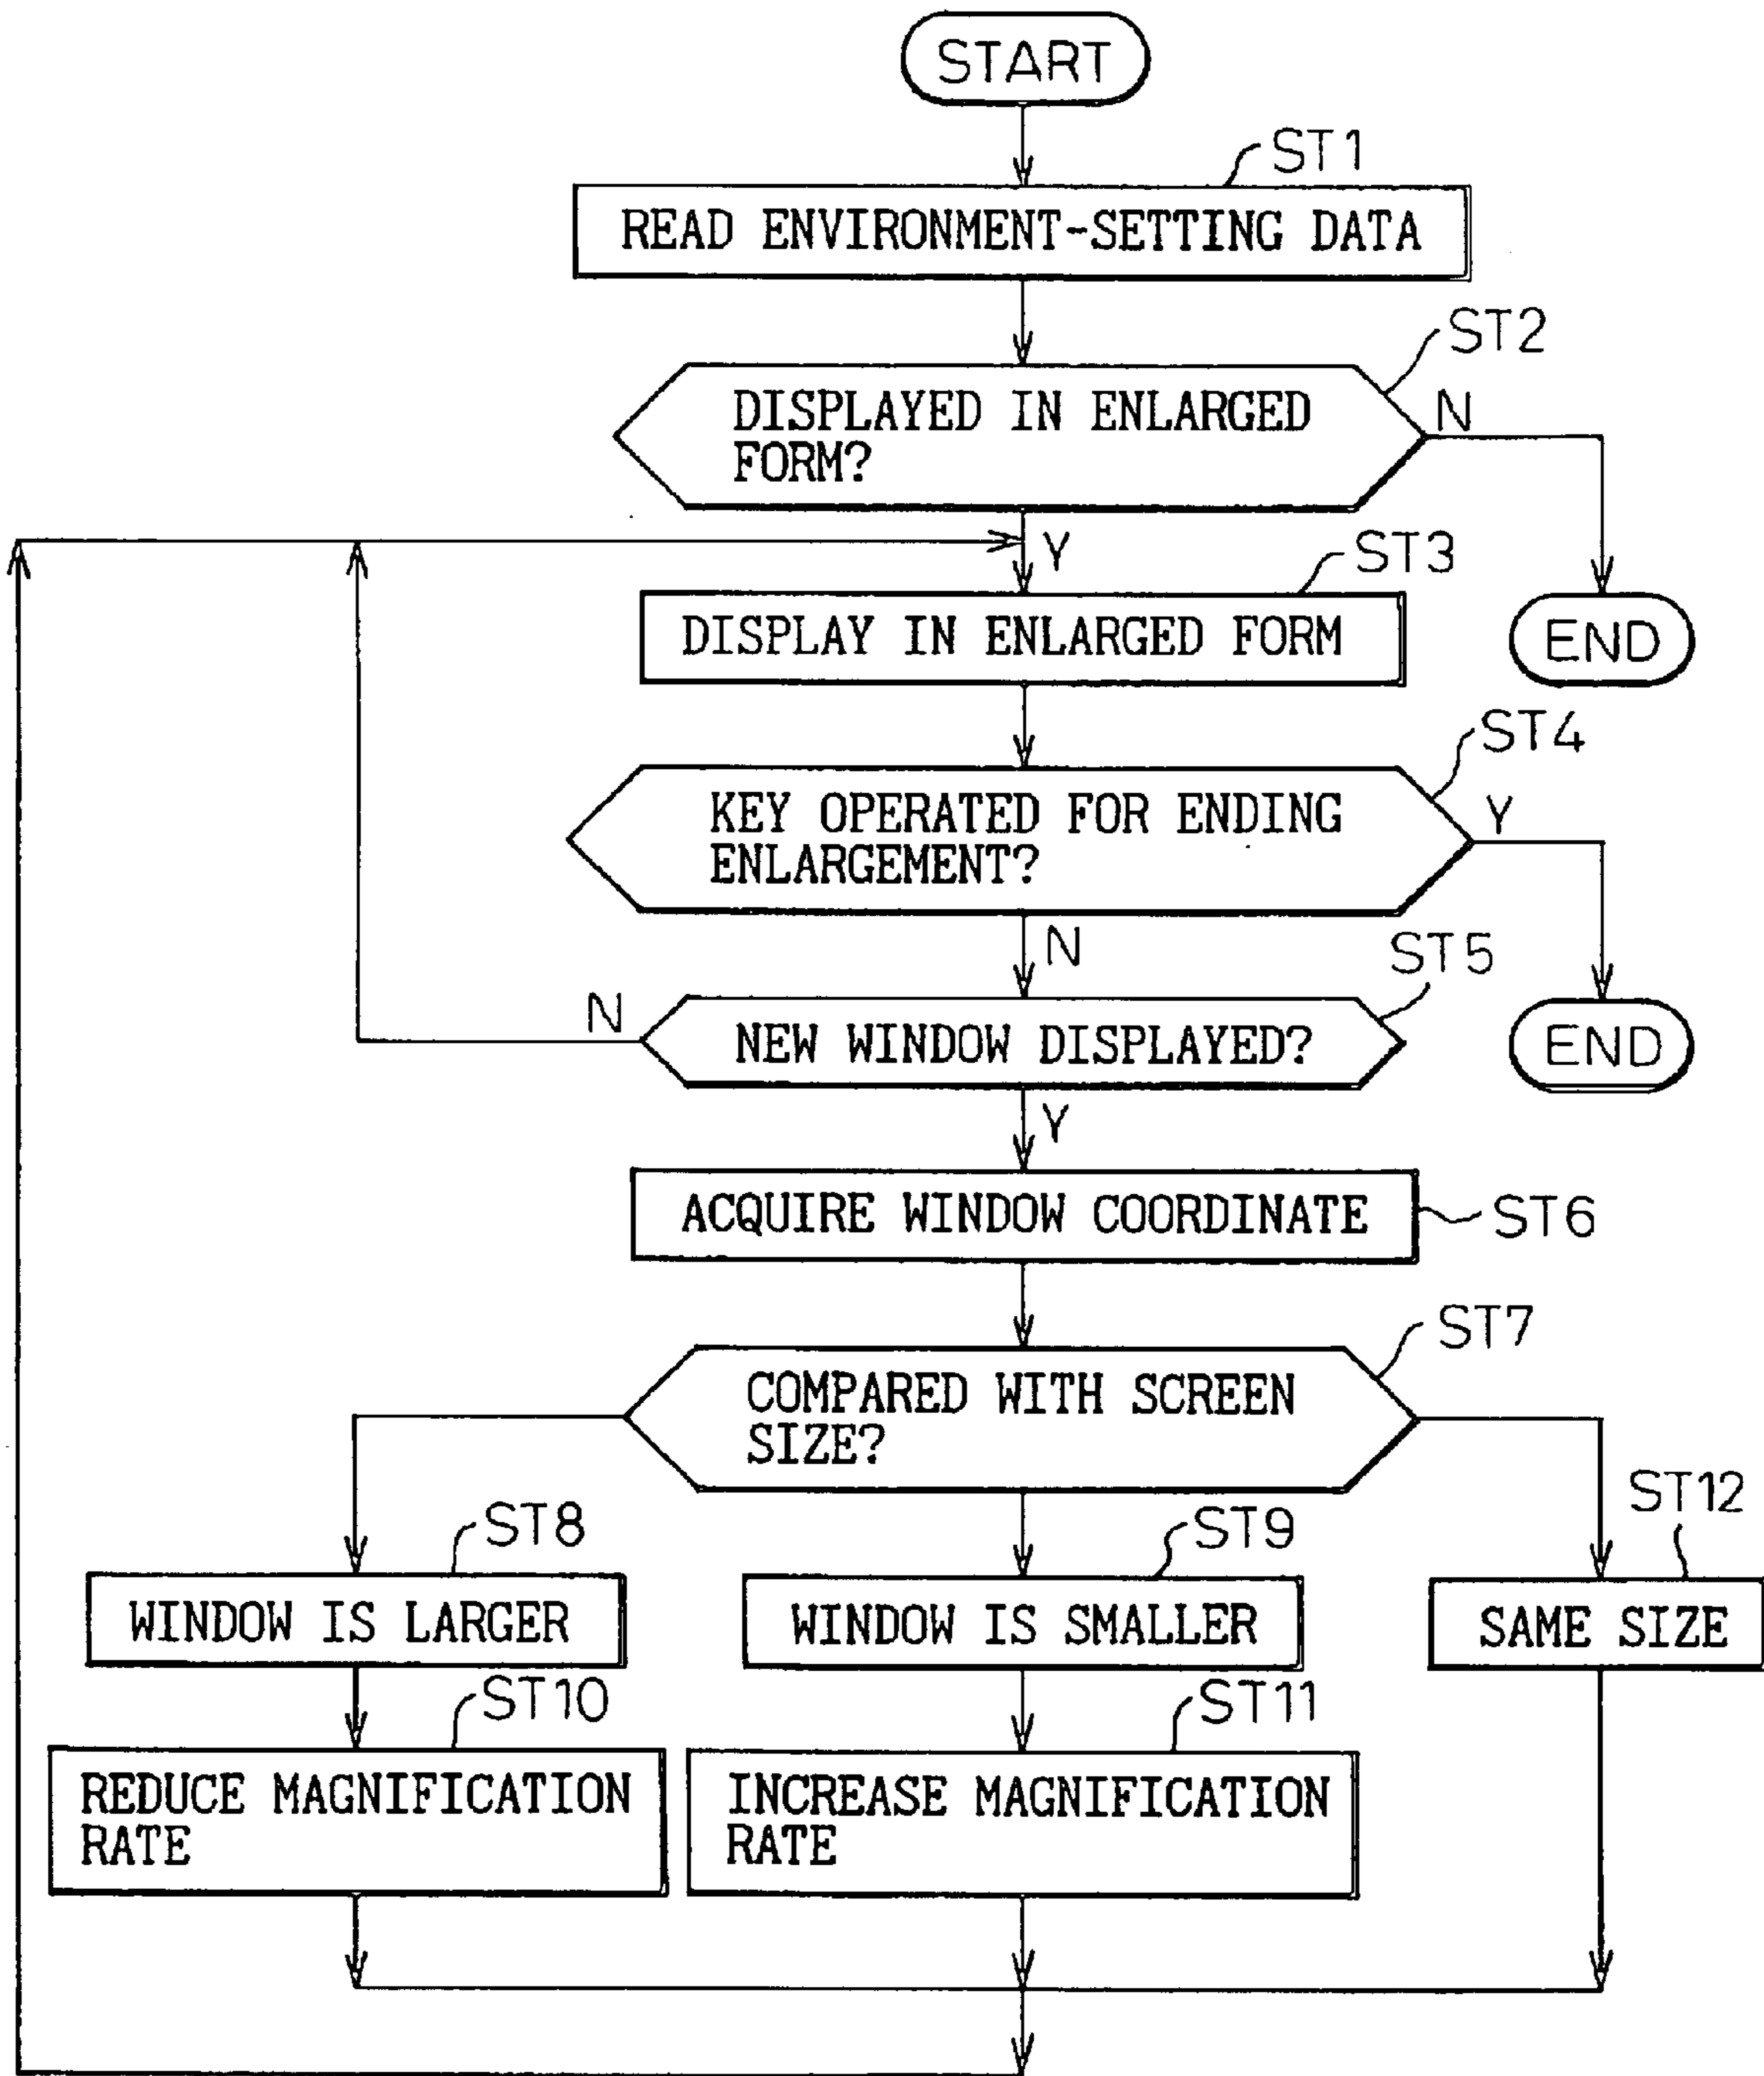 START
ST1
READ ENVIRONMENT-SETTING DATA
ST2
DISPLAYED IN ENLARGED
FORM?
N
Y
ST3
DISPLAY IN ENLARGED FORM
END
ST4
KEY OPERATED FOR ENDING
ENLARGEMENT?
Y
N
ST5
N
NEW WINDOW DISPLAYED?
END
Y
ACQUIRE WINDOW COORDINATE
ST6
ST7
COMPARED WITH SCREEN
SIZE?
ST8
ST9
ST12
WINDOW IS LARGER
WINDOW IS SMALLER
SAME SIZE
ST10
ST11
REDUCE MAGNIFICATION
RATE
INCREASE MAGNIFICATION
RATE